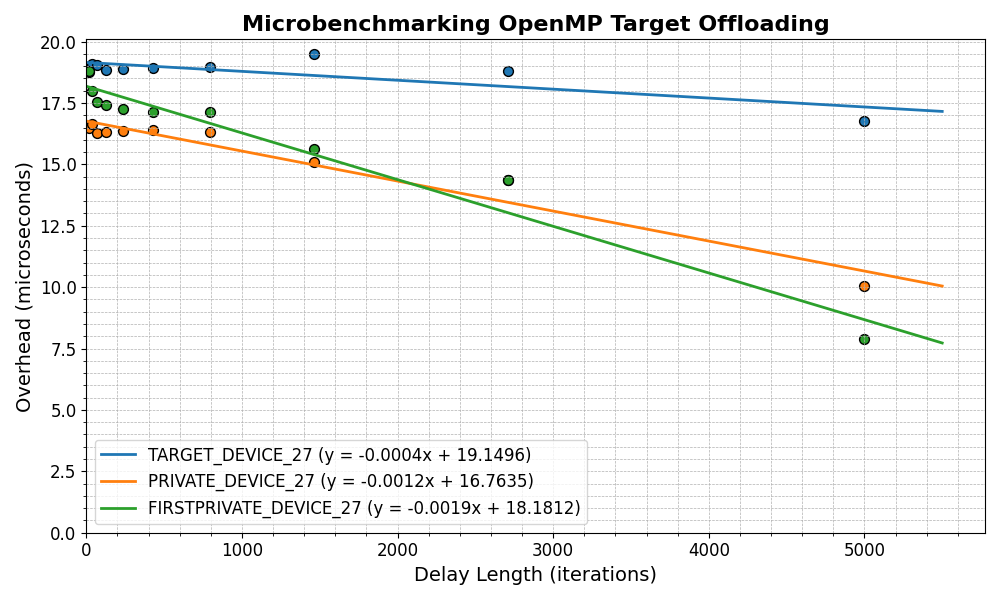 Microbenchmarking OpenMP Target Offloading
20.0
17.5
15.0
12.5
10.0
7.5
5.0
2.5
0.0
Overhead (microseconds)
TARGET_DEVICE_27 (y = -0.0004x + 19.1496)
PRIVATE_DEVICE_27 (y = -0.0012x + 16.7635)
FIRSTPRIVATE_DEVICE_27 (y = -0.0019x + 18.1812)
0 1000 2000 3000 4000 5000
Delay Length (iterations)